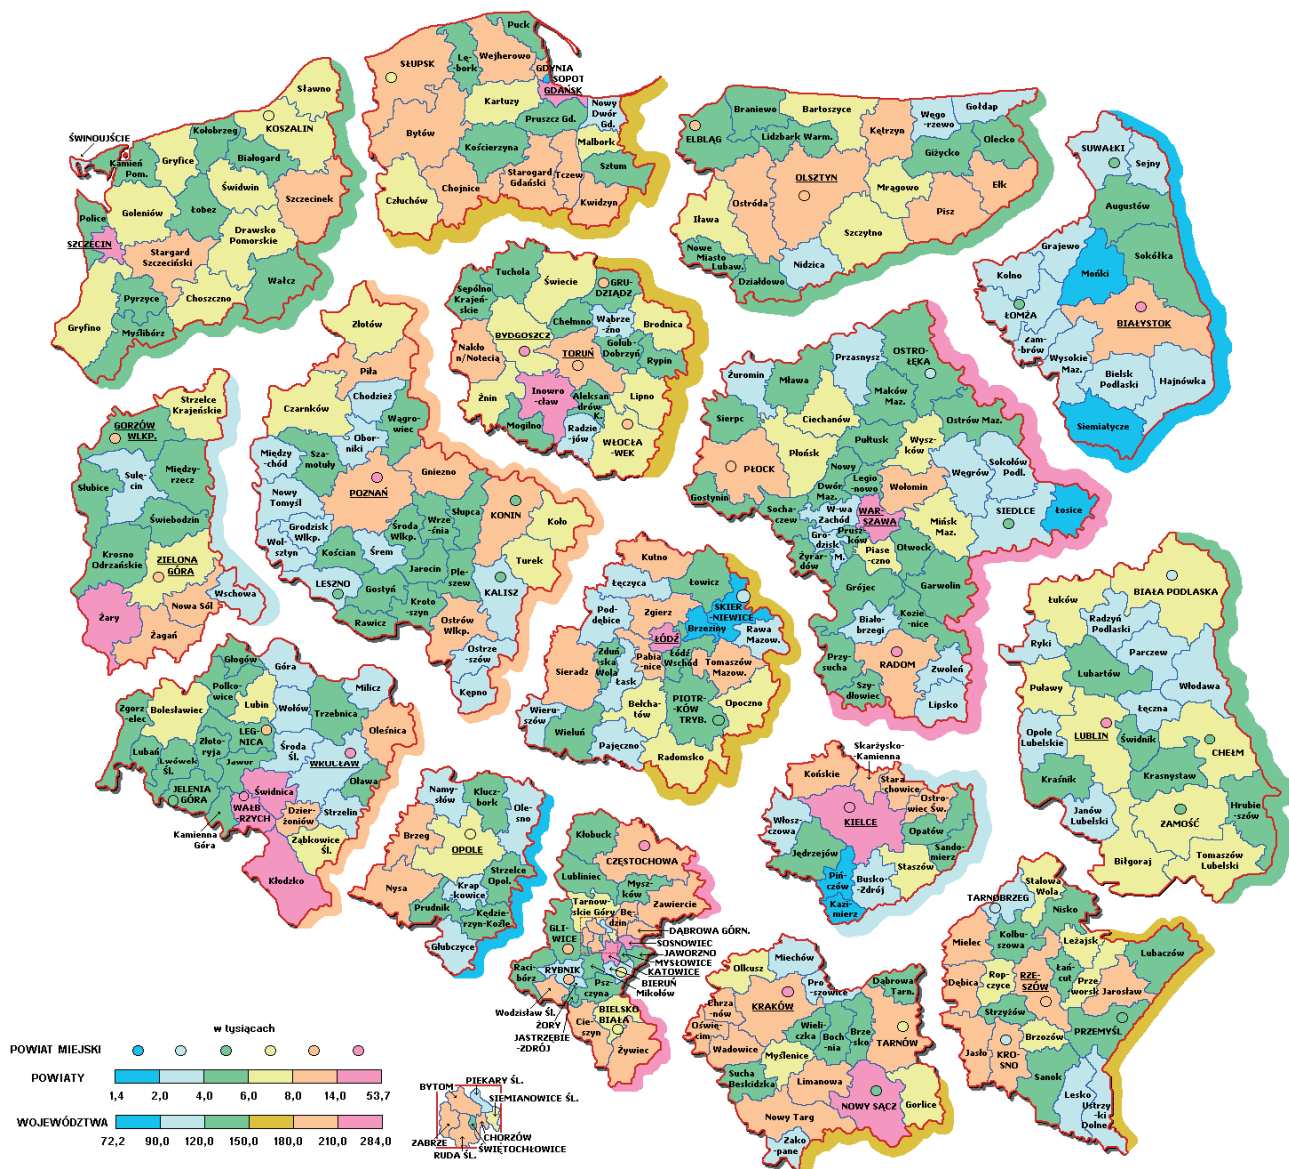 Puck
Wejherowo
Lę-
bork
SŁUPSK
GDYNIA
SOPOT
GDAŃSK
Kartuzy
Nowy
Dwór
Gd.
Pruszcz Gd.
Bytów
Kościerzyna
Malbork
Sztum
Starogard
Gdański
Tczew
Chojnice
Człuchów
Kwidzyn
Sławno
KOSZALIN
ŚWINOUJŚCIE
Kołobrzeg
Kamień
Pom.
Gryfice
Białogard
Świdwin
Szczecinek
Goleniów
Łobez
Police
Drawsko
Pomorskie
SZCZECIN
Stargard
Szczeciński
Wałcz
Pyrzyce
Choszczno
Gryfino
Myślibórz
Braniewo
Bartoszyce
Węgo-
rzewo
Gołdap
ELBLĄG
Lidzbark Warm.
Kętrzyn
Giżycko
Olecko
OLSZTYN
Mrągowo
Ełk
Ostróda
Pisz
Iława
Szczytno
Nowe
Miasto
Lubaw.
Nidzica
Działdowo
SUWAŁKI
Sejny
Augustów
Grajewo
Kolno
Mońki
Sokółka
ŁOMŻA
BIAŁYSTOK
Zam-
brów
Wysokie
Maz.
Bielsk
Podlaski
Hajnówka
Siemiatycze
Tuchola
Sępólno
Krajeń-
skie
Świecie
GRU-
DZIĄDZ
Chełmno
Wąbrze
-źno
Brodnica
BYDGOSZCZ
Nakło
n/Notecią
TORUŃ
Golub-
Dobrzyń
Rypin
Żnin
Inowro
-cław
Aleksan-
drów
K.
Lipno
Mogilno
Radzie-
jów
WŁOCŁA
-WEK
Strzelce
Krajeńskie
GORZÓW
WLKP.
Sulę-
cin
Między-
rzecz
Słubice
Świebodzin
Krosno
Odrzańskie
ZIELONA
GÓRA
Nowa Sól
Wschowa
Żary
Żagań
Złotów
Piła
Czarnków
Chodzież
Wągro-
wiec
Obor-
niki
Między
-chód
Sza-
motuły
Gniezno
POZNAŃ
Nowy
Tomyśl
Słupca
KONIN
Koło
Grodzisk
Wlkp.
Środa
Wlkp.
Wrze-
śnia
Wol-
sztyn
Kościan
Śrem
Turek
LESZNO
Gostyń
Jarocin
Ple-
szew
KALISZ
Kroto-
szyn
Rawicz
Ostrów
Wlkp.
Ostrze-
szów
Kępno
Żuromin
Przasnysz
OSTRO-
ŁĘKA
Mława
Maków
Maz.
Sierpc
Ciechanów
Ostrów Maz.
Płońsk
Pułtusk
Wysz-
ków
PŁOCK
Nowy
Dwór
Maz.
Legio
-nowo
Wołomin
Węgrów
Sokołów
Podl.
Gostynin
Socha-
czew
W-wa
Zachód
WAR-
SZAWA
SIEDLCE
Łosice
Gro-
dzisk
M.
Prusz-
ków
Mińsk
Maz.
Żyrar-
dów
Piase
-czno
Otwock
Grójec
Garwolin
Biało-
brzegi
Kozie-
nice
Przy-
sucha
RADOM
Zwoleń
Szy-
dłowiec
Lipsko
Kutno
Łęczyca
Łowicz
SKIER
-NIEWICE
Pod-
dębice
Zgierz
ŁÓDŹ
Brzeziny
Rawa
Mazow.
Sieradz
Zduń
ska
Wola
Pabia
-nice
Łódź
Wschód
Tomaszów
Mazow.
Łask
Wieru-
szów
Bełcha-
tów
PIOTR-
KÓW
TRYB.
Opoczno
Wieluń
Pajęczno
Radomsko
BIAŁA PODLASKA
Łuków
Radzyń
Podlaski
Ryki
Parczew
Lubartów
Włodawa
Puławy
Łęczna
Opole
Lubelskie
LUBLIN
Świdnik
CHEŁM
Kraśnik
Krasnystaw
Janów
Lubelski
ZAMOŚĆ
Hrubie-
szów
Biłgoraj
Tomaszów
Lubelski
Głogów
Góra
Milicz
Polko-
wice
Zgorz
-elec
Bolesławiec
Lubin
Wołów
Trzebnica
Oleśnica
Lubań
Złoto-
ryja
LEG-
NICA
Środa
Śl.
WROCŁAW
Lwówek
Śl.
Jawor
Oława
JELENIA
GÓRA
Świdnica
WAŁB
-RZYCH
Dzier-
żoniów
Strzelin
Kamienna
Góra
Ząbkowice
Śl.
Kłodzko
Namy-
słów
Klucz-
bork
Ole-
sno
Brzeg
OPOLE
Nysa
Strzelce
Opol.
Krap
-kowice
Prudnik
Kędzie-
rzyn-Koźle
Głubczyce
Kłobuck
CZĘSTOCHOWA
Lubliniec
Mysz-
ków
Tarnow
-skie Góry
Bę-
dzin
Zawiercie
GLI-
WICE
DĄBROWA GÓRN.
SOSNOWIEC
JAWORZNO
MYSŁOWICE
KATOWICE
BIERUŃ
Mikołów
Raci-
bórz
RYBNIK
Psz-
czyna
Wodzisław Śl.
ŻORY
JASTRZĘBIE
-ZDRÓJ
BIELSKO
BIAŁA
Cie-
szyn
Żywiec
Skarżysko-
Kamienna
Końskie
Stara
chowice
Ostro-
wiec Św.
Włosz-
czowa
KIELCE
Opatów
Jędrzejów
Sando-
mierz
Staszów
Piń-
czów
Busko-
Zdrój
Kazi-
mierz
Olkusz
Miechów
Pro-
szowice
Dąbrowa
Tarn.
Chrza
-nów
KRAKÓW
Oświę-
cim
Wieli-
czka
Boch-
nia
Brze-
sko
TARNÓW
Wadowice
Myślenice
Sucha
Beskidzka
Limanowa
NOWY SĄCZ
Gorlice
Nowy Targ
Zako
-pane
Stalowa
Wola
TARNOBRZEG
Nisko
Mielec
Kolbu-
szowa
Leżajsk
Lubaczów
Dębica
Rop-
czyce
RZE-
SZÓW
Łań-
cut
Prze-
worsk
Jarosław
Strzyżów
PRZEMYŚL
Jasło
KRO-
SNO
Brzozów
Sanok
Lesko
Ustrzy
-ki
Dolne
w tysiącach
POWIAT MIEJSKI
POWIATY
1,4 2,0 4,0 6,0 8,0 14,0 53,7
WOJEWÓDZTWA
72,2 90,0 120,0 150,0 180,0 210,0 284,0
BYTOM
PIEKARY ŚL.
SIEMIANOWICE ŚL.
CHORZÓW
ŚWIĘTOCHŁOWICE
ZABRZE
RUDA ŚL.